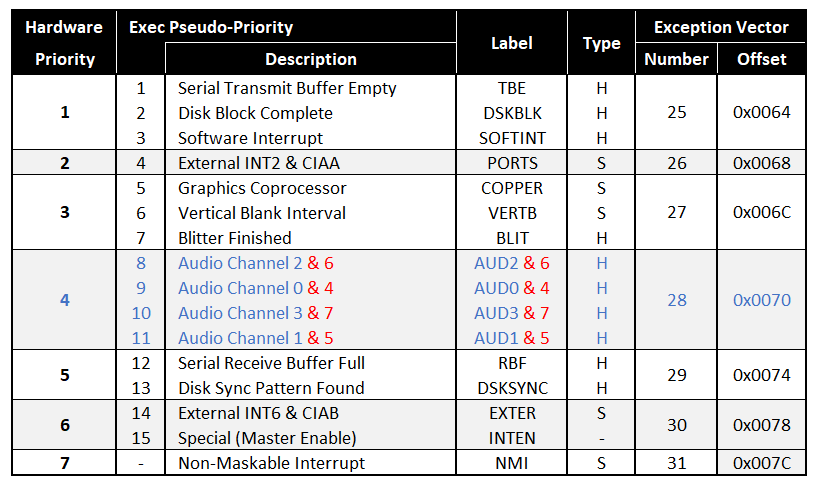 Hardware Priority | Exec Pseudo-Priority | Description | Label | Type | Exception Vector Number | Offset
1 | 1 | Serial Transmit Buffer Empty | TBE | H | 25 | 0x0064
2 | Disk Block Complete | DSKBLK | H
3 | Software Interrupt | SOFTINT | H
2 | 4 | External INT2 & CIAA | PORTS | S | 26 | 0x0068
3 | 5 | Graphics Coprocessor | COPPER | S | 27 | 0x006C
6 | Vertical Blank Interval | VERTB | S
7 | Blitter Finished | BLIT | H
4 | 8 | Audio Channel 2 & 6 | AUD2 & 6 | H | 28 | 0x0070
9 | Audio Channel 0 & 4 | AUD0 & 4 | H
10 | Audio Channel 3 & 7 | AUD3 & 7 | H
11 | Audio Channel 1 & 5 | AUD1 & 5 | H
5 | 12 | Serial Receive Buffer Full | RBF | H | 29 | 0x0074
13 | Disk Sync Pattern Found | DSKSYNC | H
6 | 14 | External INT6 & CIAB | EXTER | S | 30 | 0x0078
15 | Special (Master Enable) | INTEN | -
7 | - | Non-Maskable Interrupt | NMI | S | 31 | 0x007C